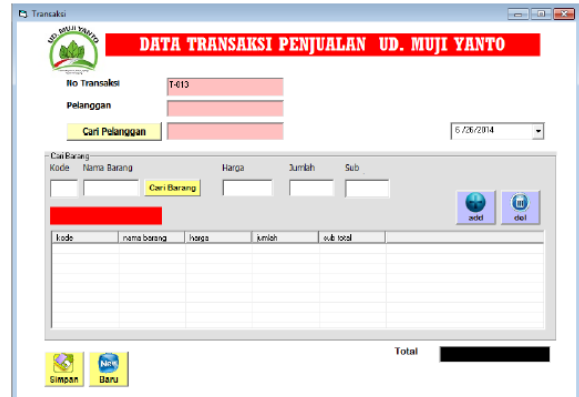 Transaksi
UD. MUJI YANTO
DATA TRANSAKSI PENJUALAN UD. MUJI YANTO
No Transaksi T-013
Pelanggan
Cari Pelanggan 6/26/2014
Cari Barang
Kode Nama Barang Harga Jumlah Sub
Cari Barang
add del
kode nama barang harga jumlah sub total
Total
New
Simpan Baru